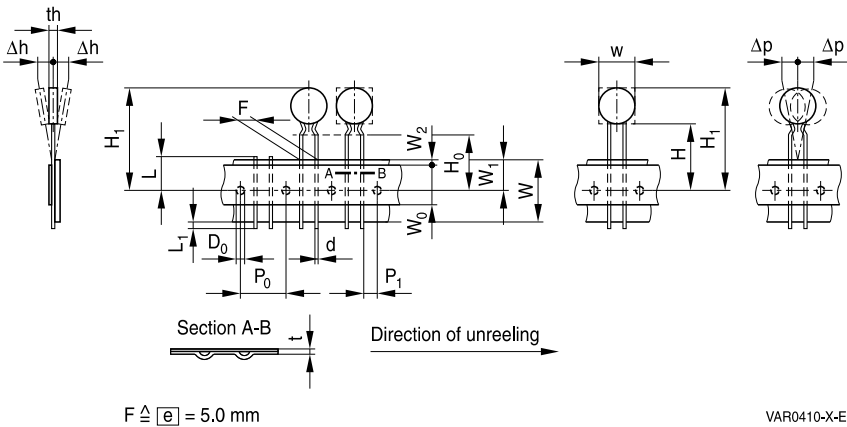 th
Δh Δh
w
Δp Δp
F
W₂
H₀
H₁
L
A B
W₁
W
H
H₁
L₁
D₀
d
W₀
P₀
P₁
Section A-B
t
Direction of unreeling
F ≙ e = 5.0 mm
VAR0410-X-E